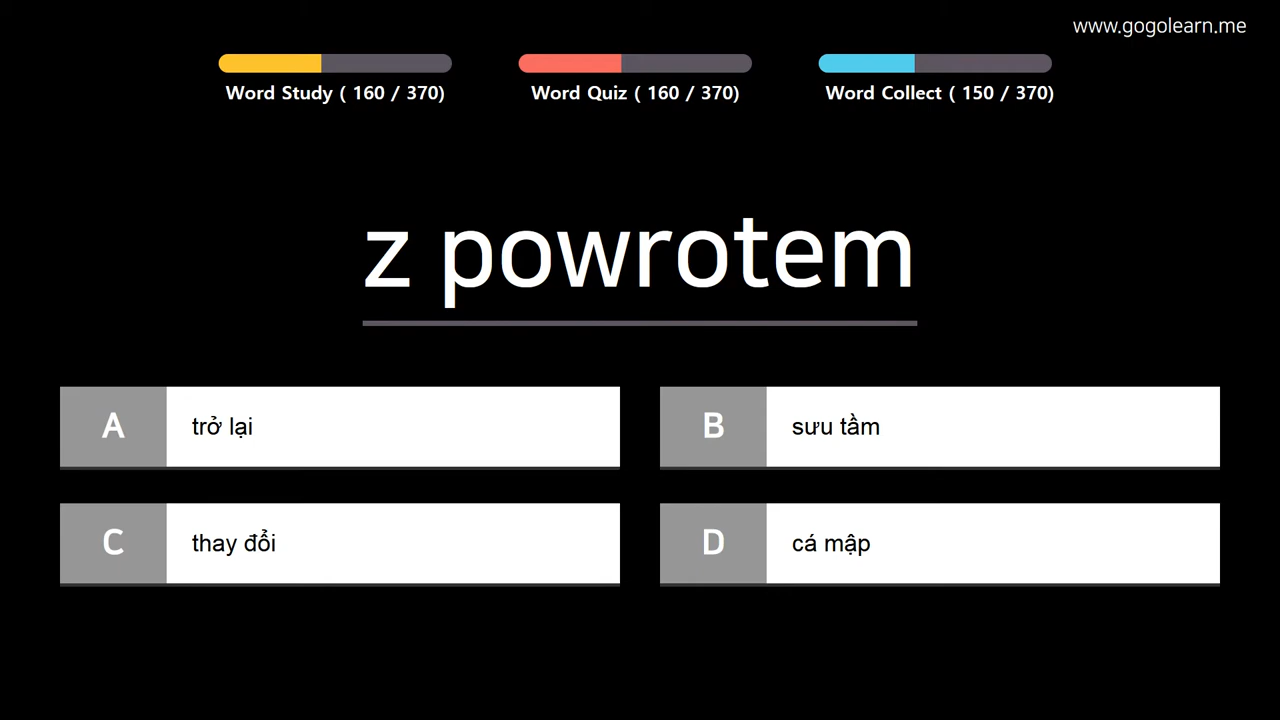 www.gogolearn.me
Word Study ( 160 / 370)
Word Quiz ( 160 / 370)
Word Collect ( 150 / 370)
z powrotem
A trở lại
B sưu tầm
C thay đổi
D cá mập